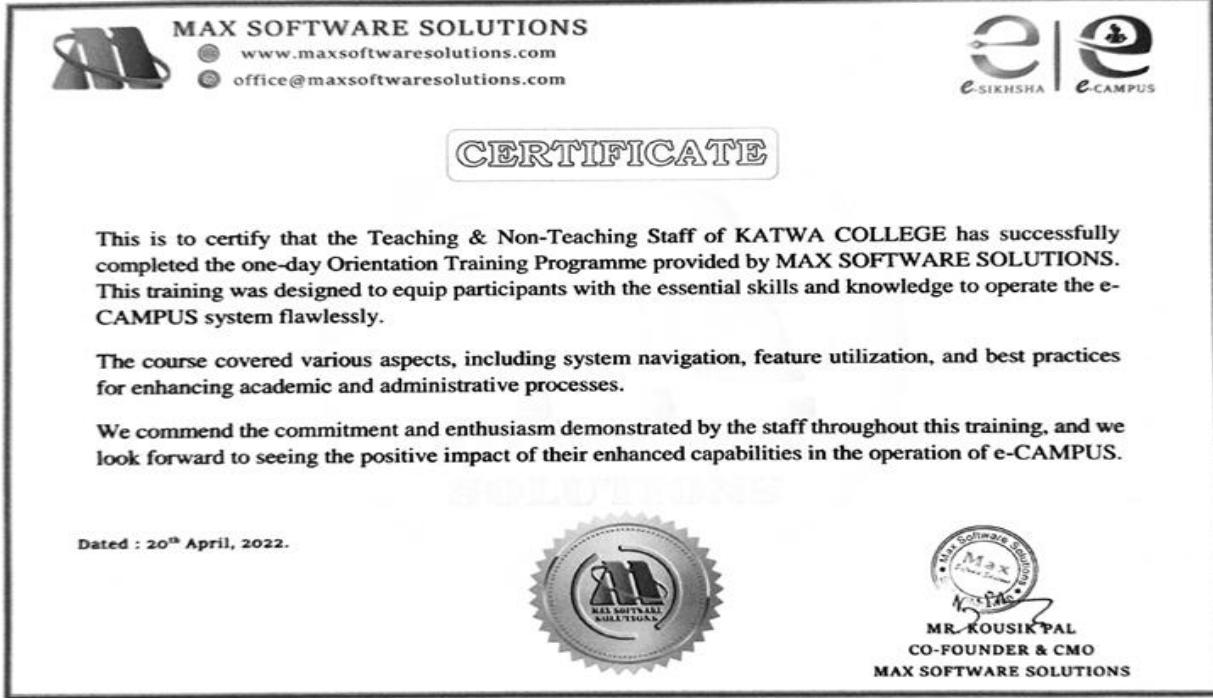 MAX SOFTWARE SOLUTIONS
www.maxsoftwaresolutions.com
office@maxsoftwaresolutions.com
e-SIKHSHA
e-CAMPUS
CERTIFICATE
This is to certify that the Teaching & Non-Teaching Staff of KATWA COLLEGE has successfully
completed the one-day Orientation Training Programme provided by MAX SOFTWARE SOLUTIONS.
This training was designed to equip participants with the essential skills and knowledge to operate the e-
CAMPUS system flawlessly.
The course covered various aspects, including system navigation, feature utilization, and best practices
for enhancing academic and administrative processes.
We commend the commitment and enthusiasm demonstrated by the staff throughout this training, and we
look forward to seeing the positive impact of their enhanced capabilities in the operation of e-CAMPUS.
SOLUTIONS
Dated : 20th April, 2022.
MAX SOFTWARE
SOLUTIONS
Max Software Solutions
Max
MR. KOUSIK PAL
CO-FOUNDER & CMO
MAX SOFTWARE SOLUTIONS